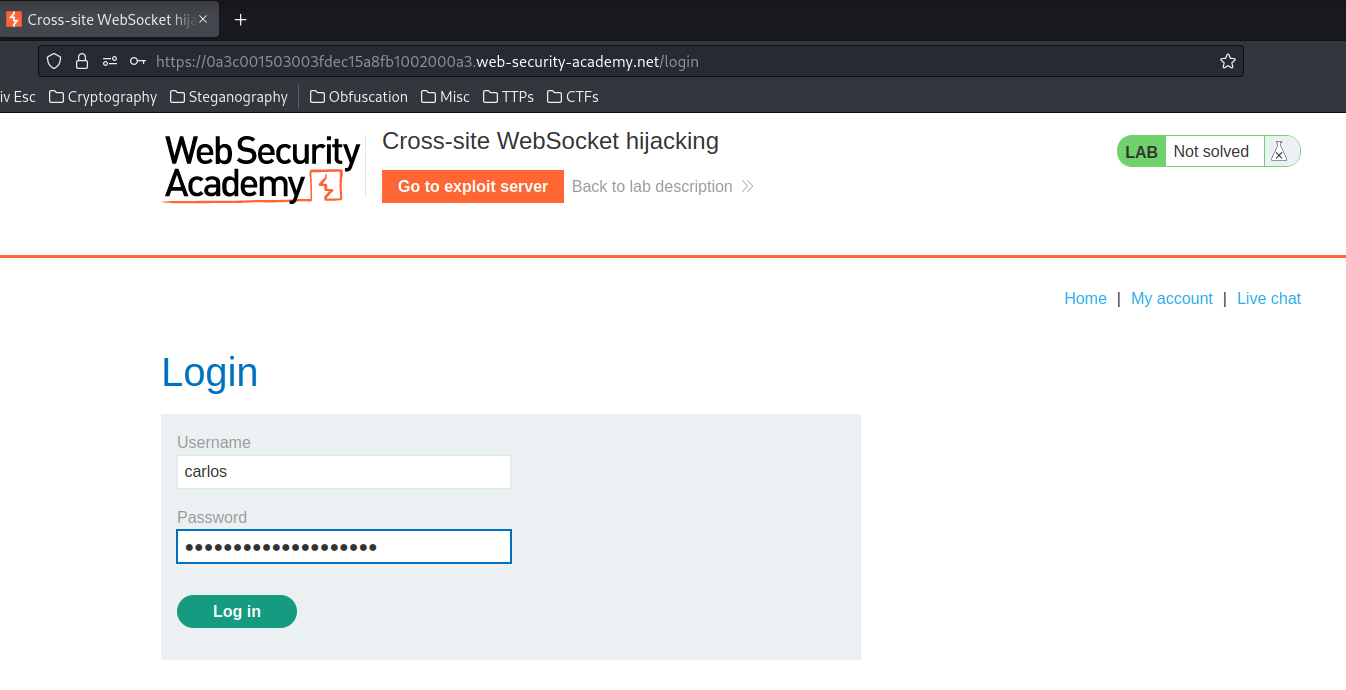 Cross-site WebSocket hija
https://0a3c001503003fdec15a8fb1002000a3.web-security-academy.net/login
iv Esc Cryptography Steganography Obfuscation Misc TTPs CTFs
Web Security
Academy
Cross-site WebSocket hijacking
LAB Not solved
Go to exploit server Back to lab description
Home | My account | Live chat
Login
Username
carlos
Password
••••••••••••••••••••
Log in